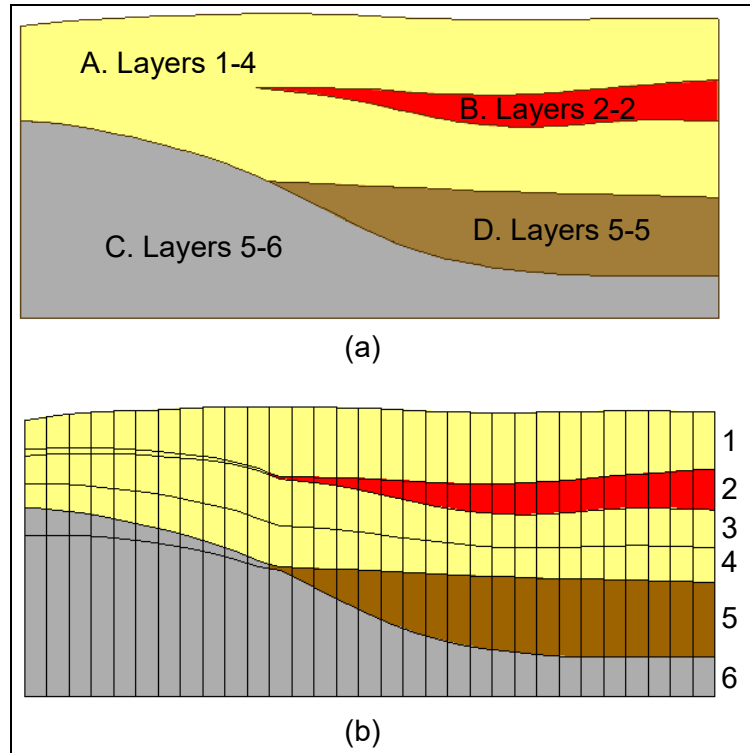 A. Layers 1-4
B. Layers 2-2
D. Layers 5-5
C. Layers 5-6
(a)
1
2
3
4
5
6
(b)